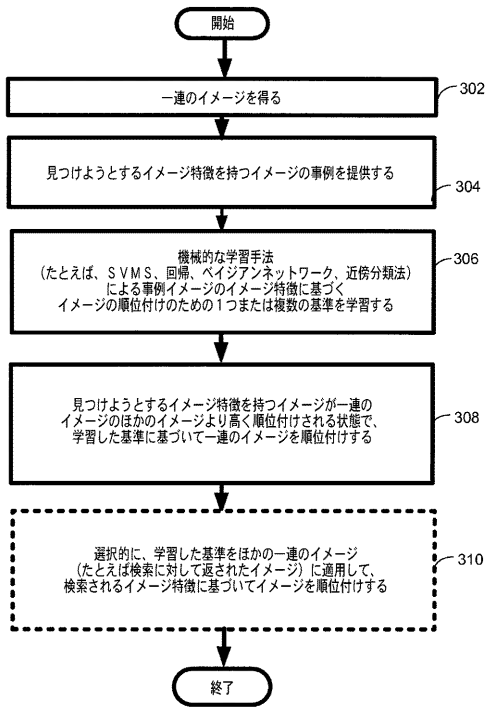 開始
一連のイメージを得る
302
見つけようとするイメージ特徴を持つイメージの事例を提供する
304
機械的な学習手法
(たとえば、SVMS、回帰、ベイジアンネットワーク、近傍分類法)
による事例イメージのイメージ特徴に基づく
イメージの順位付けのための1つまたは複数の基準を学習する
306
見つけようとするイメージ特徴を持つイメージが一連の
イメージのほかのイメージより高く順位付けされる状態で、
学習した基準に基づいて一連のイメージを順位付けする
308
選択的に、学習した基準をほかの一連のイメージ
(たとえば検索に対して返されたイメージ)に適用して、
検索されるイメージ特徴に基づいてイメージを順位付けする
310
終了